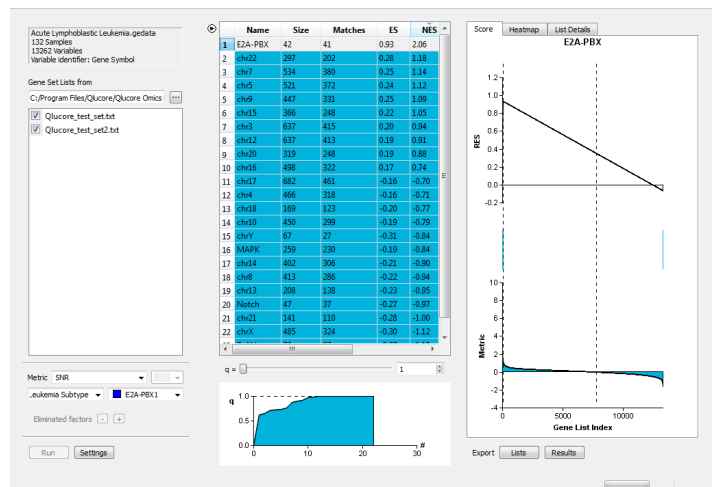 Acute Lymphoblastic Leukemia.gedata
132 Samples
13262 Variables
Variable identifier: Gene Symbol
Gene Set Lists from
C:/Program Files/Qlucore/Qlucore Omics
...
Qlucore_test_set.txt
Qlucore_test_set2.txt
Metric SNR
.eukemia Subtype E2A-PBX1
Eliminated factors - +
Run Settings
Name Size Matches ES NES
1 E2A-PBX 42 41 0.93 2.06
2 chr22 297 202 0.28 1.18
3 chr7 534 380 0.25 1.14
4 chr5 521 372 0.24 1.12
5 chr9 447 331 0.25 1.09
6 chr15 366 248 0.22 1.05
7 chr3 637 415 0.20 0.94
8 chr12 637 413 0.19 0.91
9 chr20 319 248 0.19 0.88
10 chr16 498 322 0.17 0.74
11 chr17 682 461 -0.16 -0.70
12 chr4 466 318 -0.16 -0.71
13 chr18 169 123 -0.20 -0.77
14 chr10 450 299 -0.19 -0.79
15 chrY 67 27 -0.31 -0.84
16 MAPK 259 230 -0.19 -0.84
17 chr14 402 306 -0.21 -0.90
18 chr8 413 286 -0.22 -0.94
19 chr13 208 138 -0.23 -0.95
20 Notch 47 37 -0.27 -0.97
21 chr21 141 110 -0.28 -1.00
22 chrX 485 324 -0.30 -1.12
q = 1
q 1.0
0.5
0.0
0 10 20 30 #
Score Heatmap List Details
E2A-PBX
1.2
1.0
0.8
0.6
0.4
0.2
0.0
-0.2
RES
10
8
6
4
2
0
-2
-4
Metric
0 5000 10000
Gene List Index
Export Lists Results